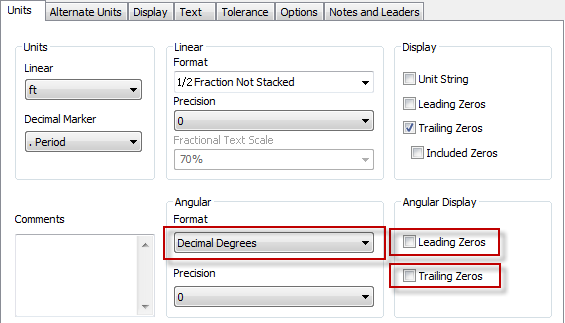 Units Alternate Units Display Text Tolerance Options Notes and Leaders
Units
Linear
ft
Decimal Marker
. Period
Linear
Format
1/2 Fraction Not Stacked
Precision
0
Fractional Text Scale
70%
Display
Unit String
Leading Zeros
Trailing Zeros
Included Zeros
Comments
Angular
Format
Decimal Degrees
Precision
0
Angular Display
Leading Zeros
Trailing Zeros